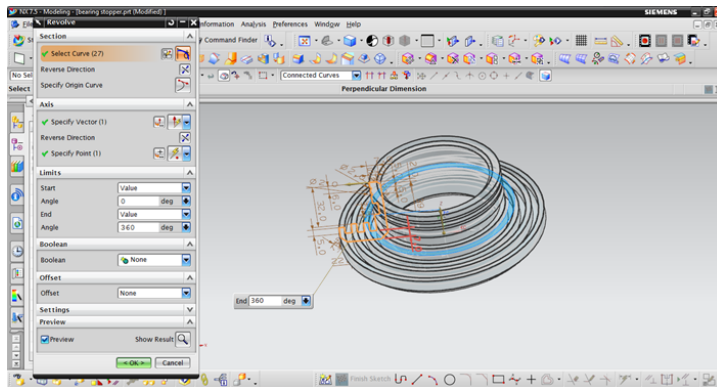 NX 7.5 - Modeling - [bearing stopper.prt (Modified) ]
SIEMENS
Revolve
Information Analysis Preferences Window Help
Section
Command Finder
Select Curve (27)
Reverse Direction
Specify Origin Curve
No Sel
Connected Curves
Select
Perpendicular Dimension
Axis
Specify Vector (1)
Reverse Direction
Specify Point (1)
Limits
Start Value
Angle 0 deg
End Value
Angle 360 deg
Boolean
Boolean None
Offset
Offset None
End 360 deg
Settings
Preview
Preview Show Result
< OK > Cancel
Finish Sketch